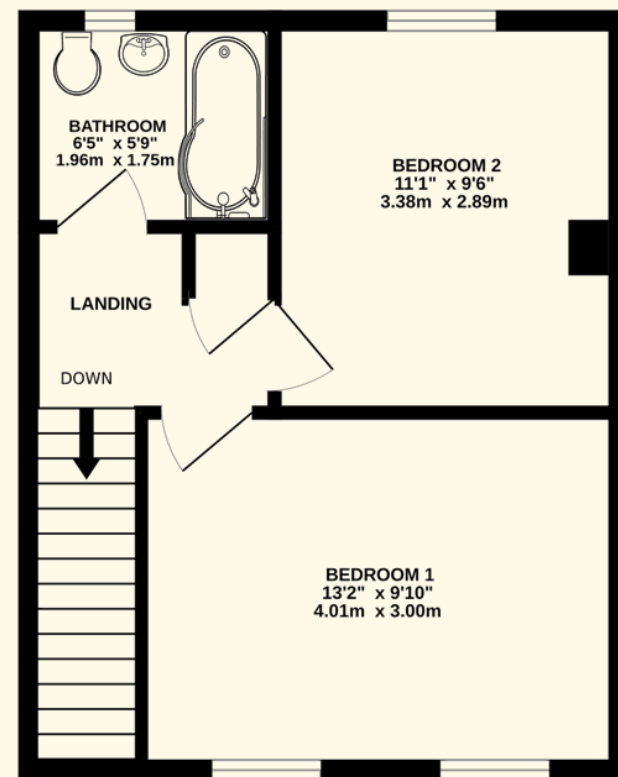 BATHROOM
6'5" x 5'9"
1.96m x 1.75m
BEDROOM 2
11'1" x 9'6"
3.38m x 2.89m
LANDING
DOWN
BEDROOM 1
13'2" x 9'10"
4.01m x 3.00m